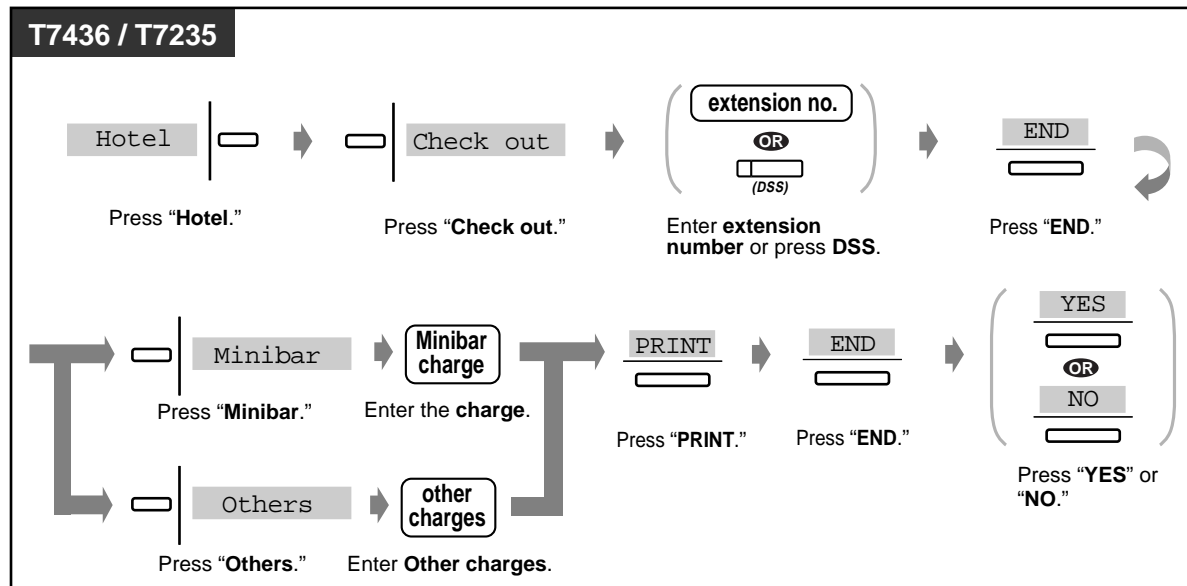 T7436 / T7235
Hotel
Press “Hotel.”
Check out
Press “Check out.”
extension no.
OR
(DSS)
Enter extension
number or press DSS.
END
Press “END.”
Minibar
Press “Minibar.”
Minibar
charge
Enter the charge.
Others
Press “Others.”
other
charges
Enter Other charges.
PRINT
Press “PRINT.”
END
Press “END.”
YES
OR
NO
Press “YES” or
“NO.”